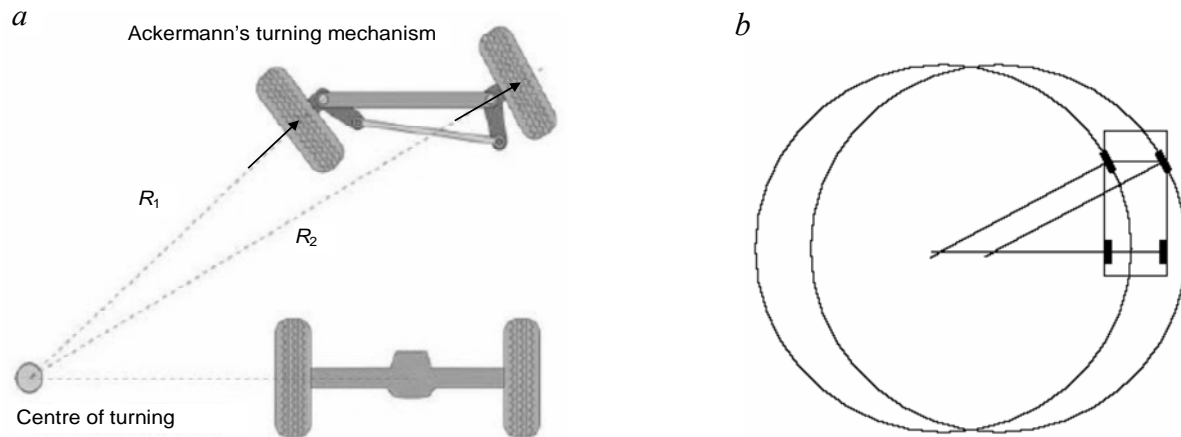 a
Ackermann's turning mechanism
b
R1
R2
Centre of turning